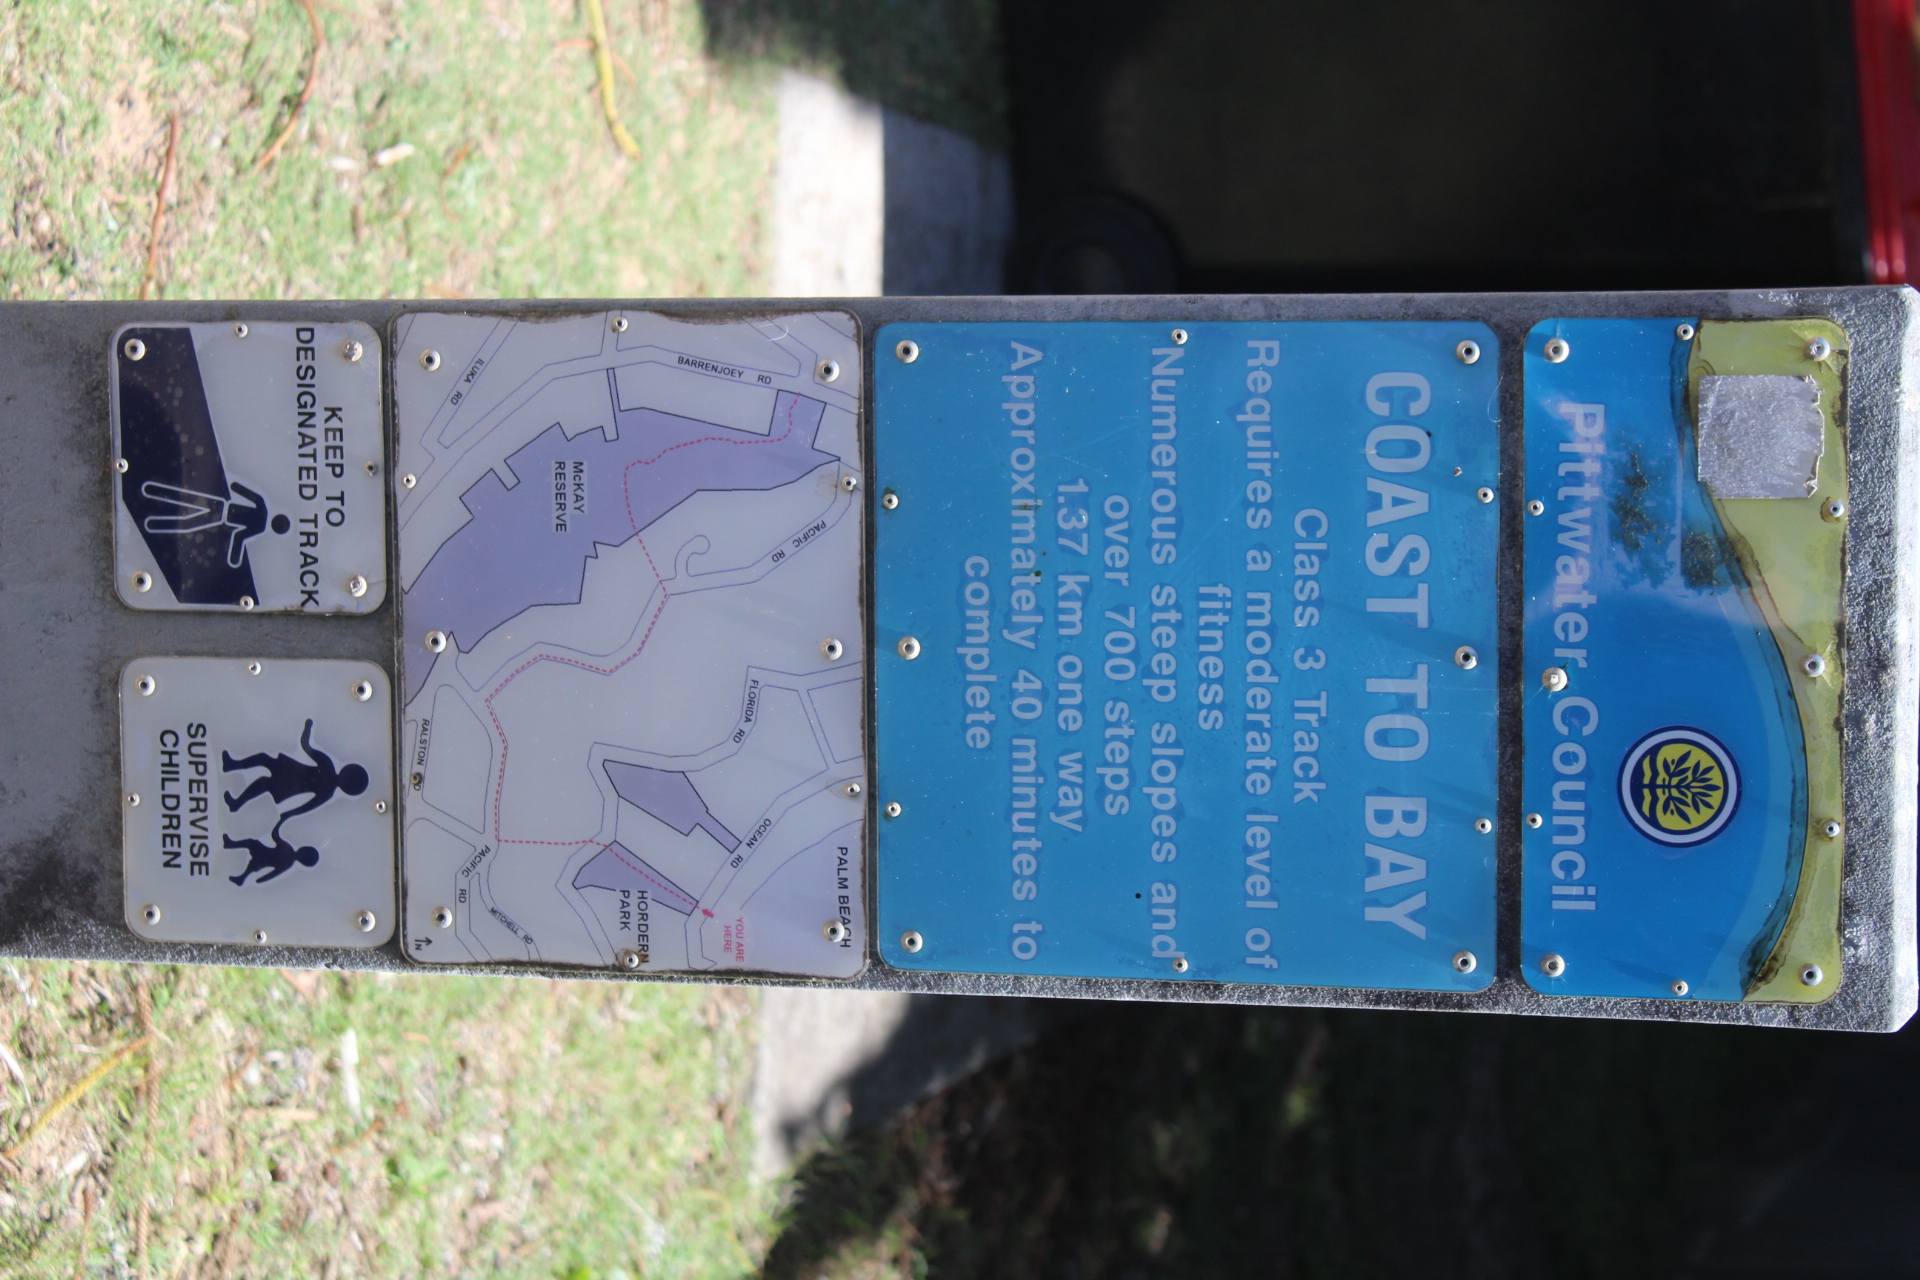 Pittwater Council
COAST TO BAY
Class 3 Track
Requires a moderate level of
fitness
Numerous steep slopes and
over 700 steps
1.37 km one way
Approximately 40 minutes to
complete
PALM BEACH
BARRENJOEY RD
PACIFIC RD
OCEAN RD
FLORIDA RD
YOU ARE
HERE
HORDERN
PARK
McKAY
RESERVE
ILUKA RD
PACIFIC RD
MITCHELL RD
RALSTON RD
N
KEEP TO
DESIGNATED TRACK
SUPERVISE
CHILDREN